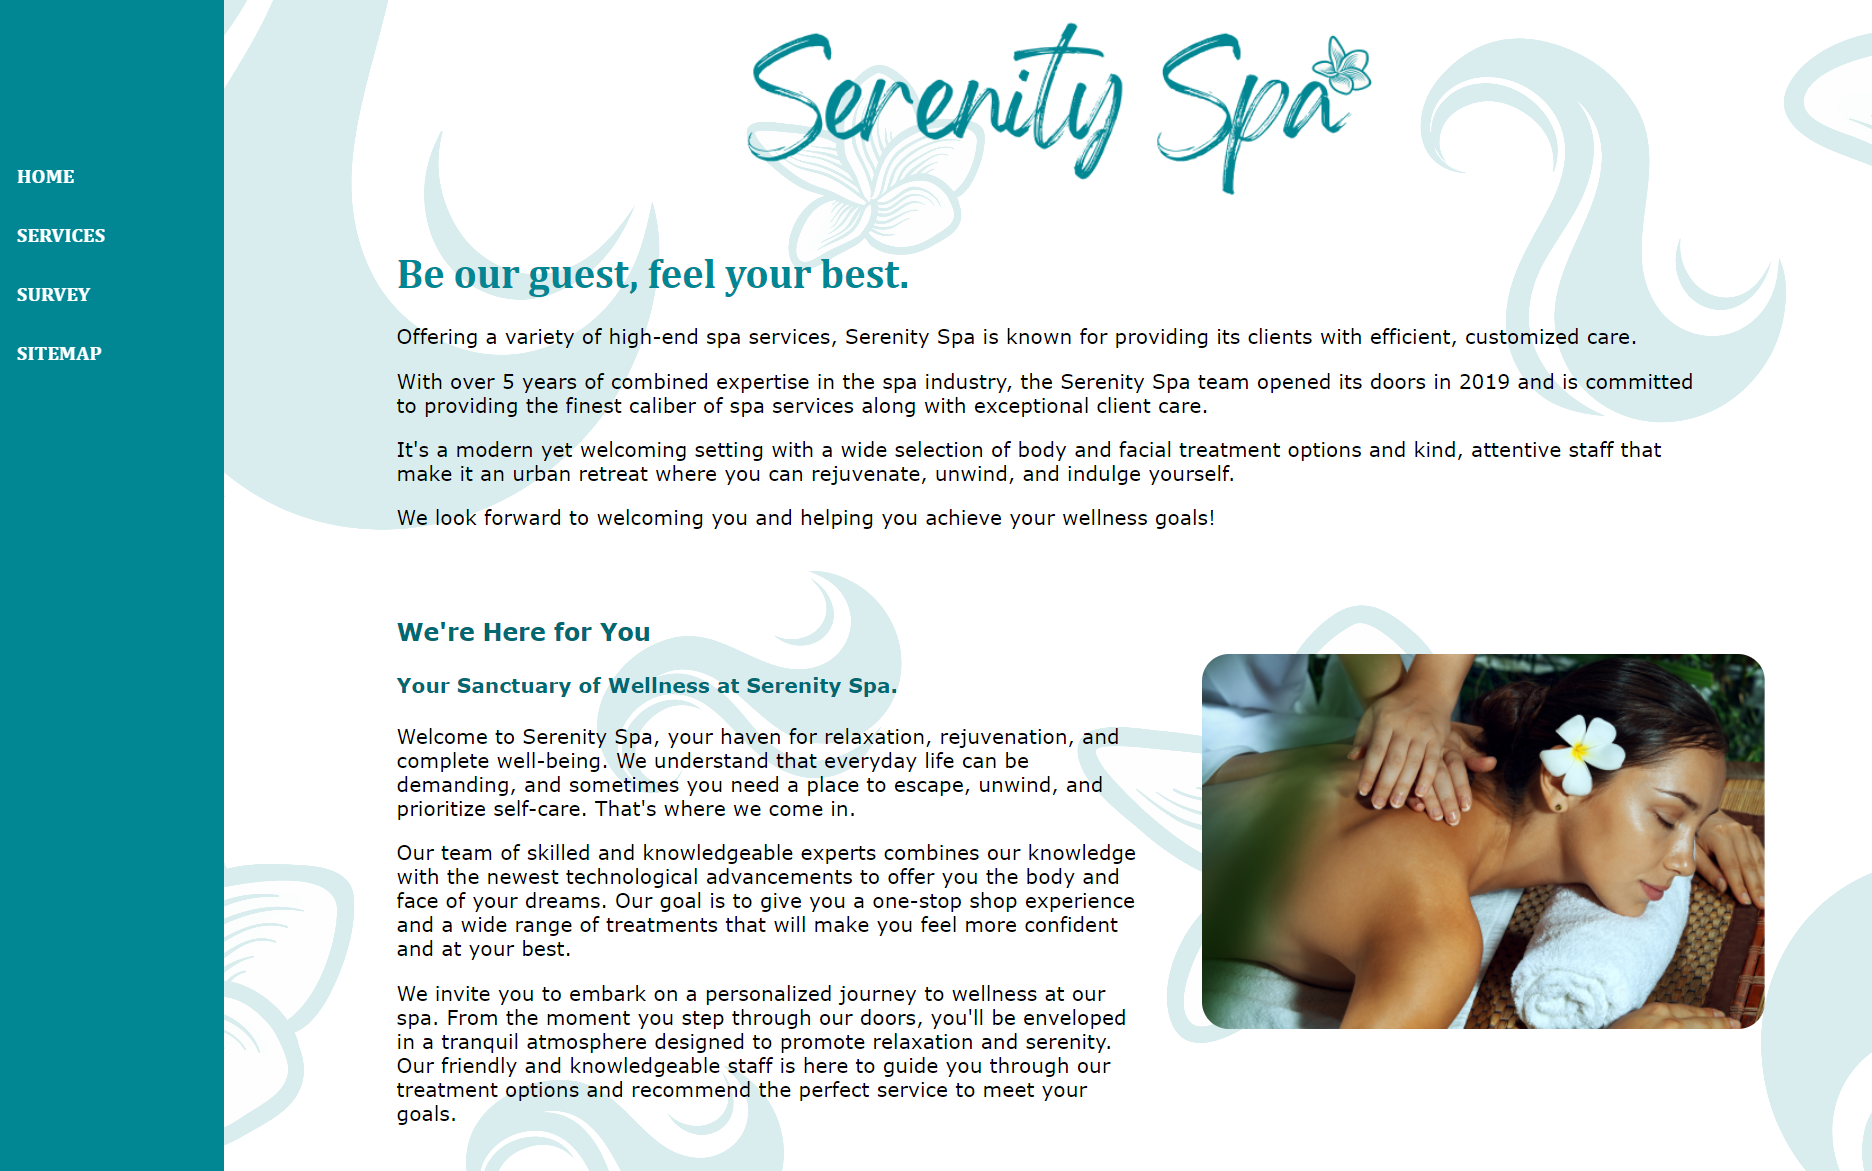 Serenity Spa
HOME
SERVICES
SURVEY
SITEMAP
Be our guest, feel your best.
Offering a variety of high-end spa services, Serenity Spa is known for providing its clients with efficient, customized care.
With over 5 years of combined expertise in the spa industry, the Serenity Spa team opened its doors in 2019 and is committed
to providing the finest caliber of spa services along with exceptional client care.
It's a modern yet welcoming setting with a wide selection of body and facial treatment options and kind, attentive staff that
make it an urban retreat where you can rejuvenate, unwind, and indulge yourself.
We look forward to welcoming you and helping you achieve your wellness goals!
We're Here for You
Your Sanctuary of Wellness at Serenity Spa.
Welcome to Serenity Spa, your haven for relaxation, rejuvenation, and
complete well-being. We understand that everyday life can be
demanding, and sometimes you need a place to escape, unwind, and
prioritize self-care. That's where we come in.
Our team of skilled and knowledgeable experts combines our knowledge
with the newest technological advancements to offer you the body and
face of your dreams. Our goal is to give you a one-stop shop experience
and a wide range of treatments that will make you feel more confident
and at your best.
We invite you to embark on a personalized journey to wellness at our
spa. From the moment you step through our doors, you'll be enveloped
in a tranquil atmosphere designed to promote relaxation and serenity.
Our friendly and knowledgeable staff is here to guide you through our
treatment options and recommend the perfect service to meet your
goals.